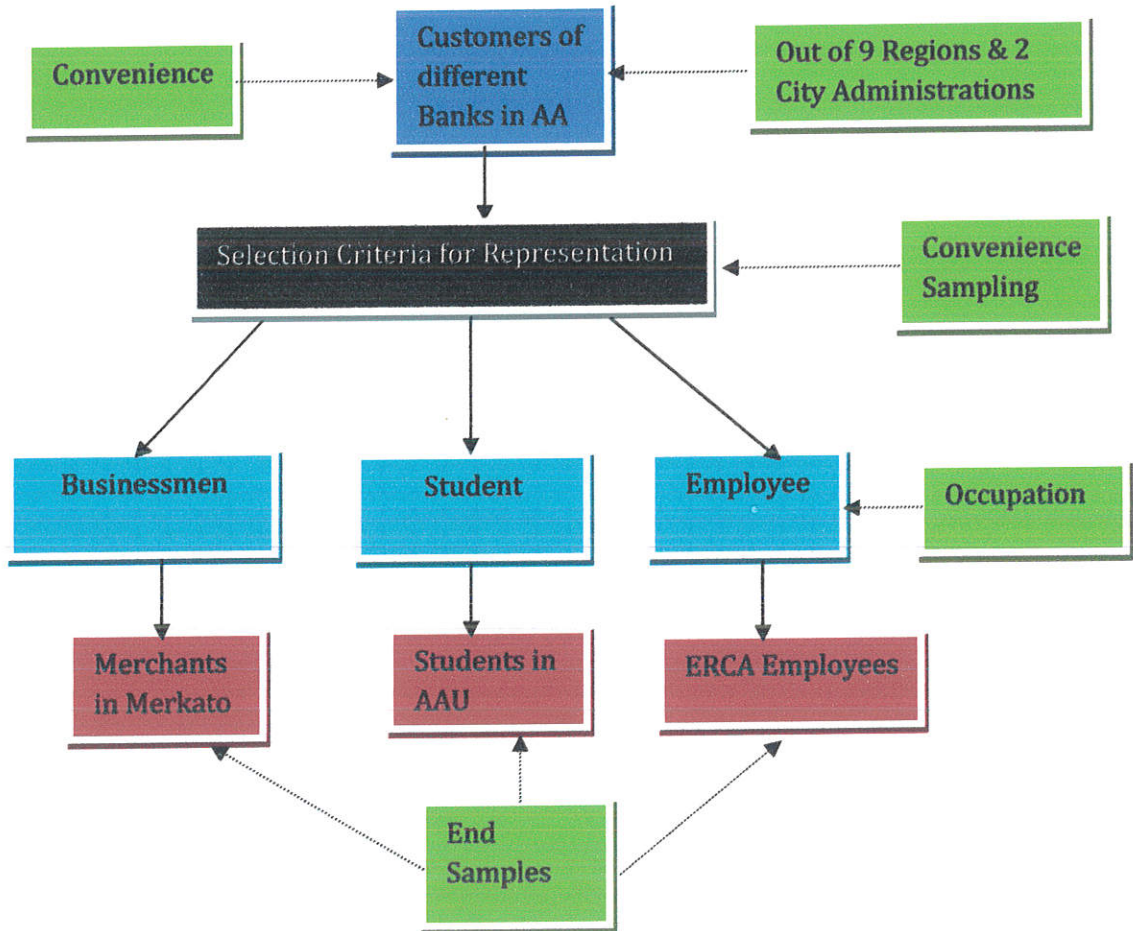 Convenience
Customers of
different
Banks in AA
Out of 9 Regions & 2
City Administrations
Selection Criteria for Representation
Convenience
Sampling
Businessmen
Student
Employee
Occupation
Merchants
in Merkato
Students in
AAU
ERCA Employees
End
Samples